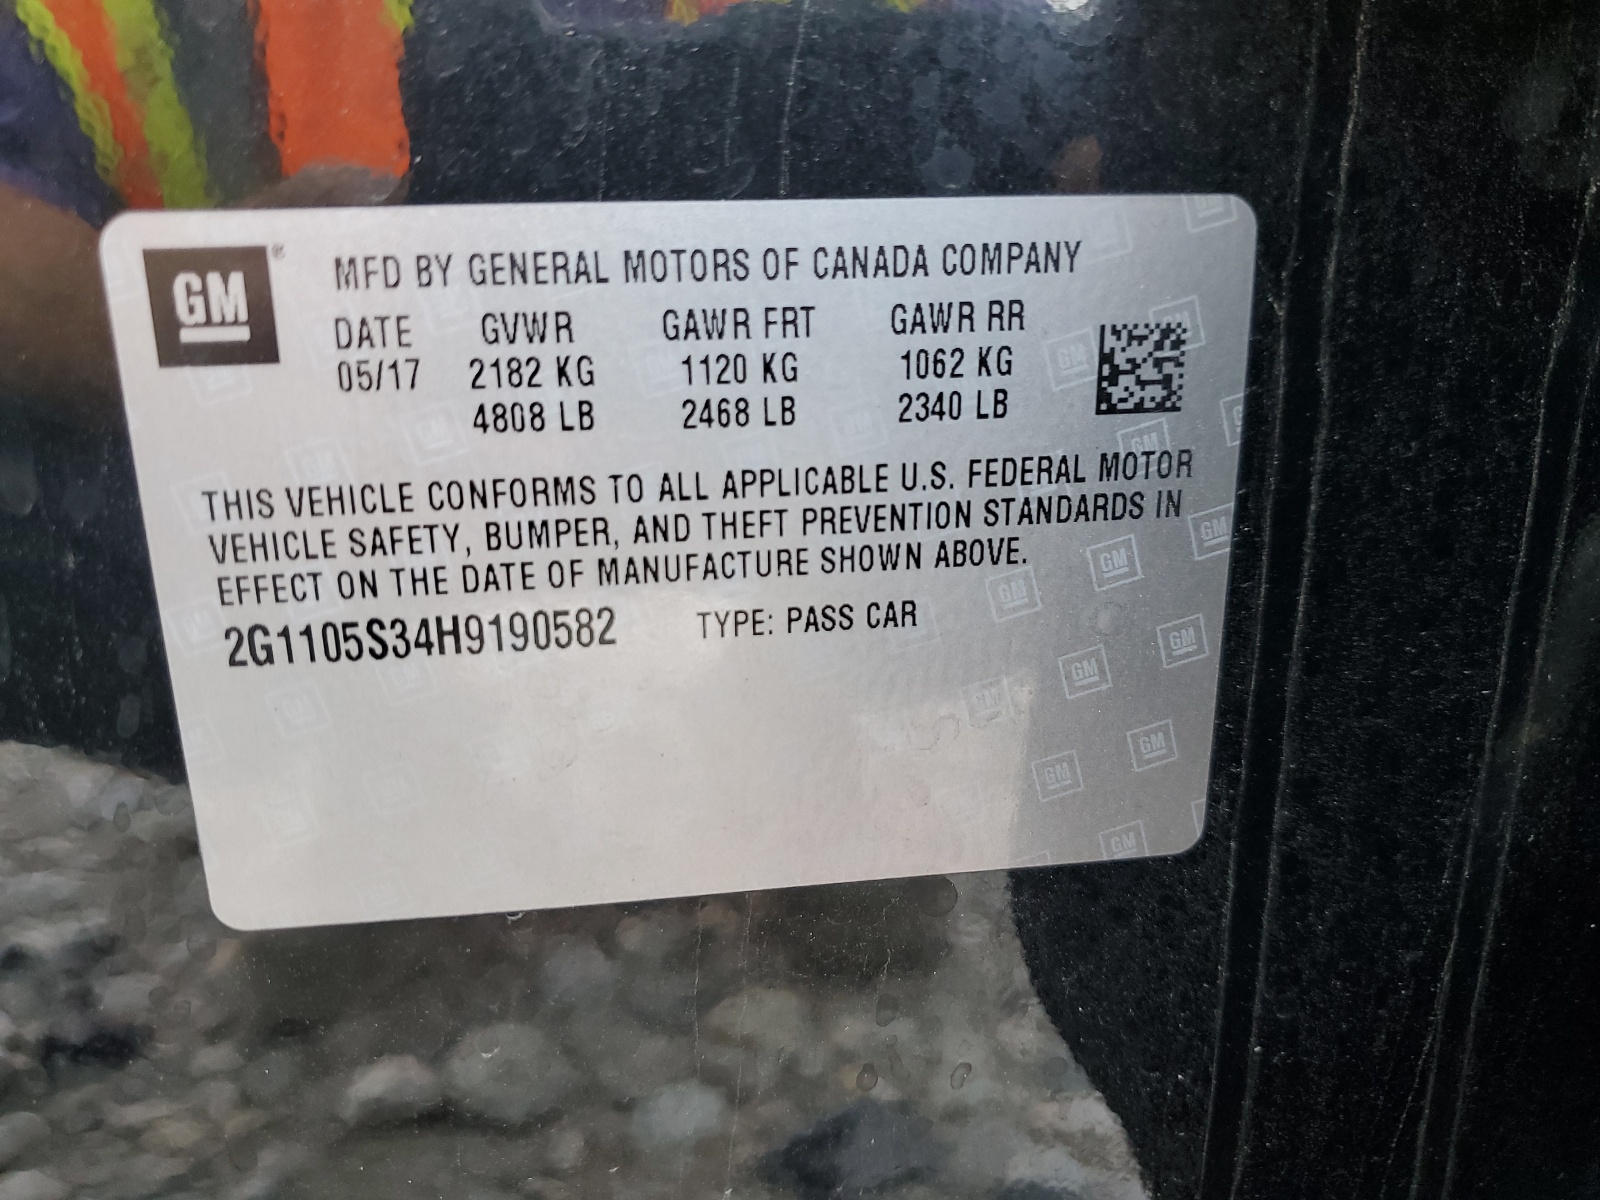 GM® MFD BY GENERAL MOTORS OF CANADA COMPANY
DATE GVWR GAWR FRT GAWR RR
05/17 2182 KG 1120 KG 1062 KG
4808 LB 2468 LB 2340 LB
THIS VEHICLE CONFORMS TO ALL APPLICABLE U.S. FEDERAL MOTOR
VEHICLE SAFETY, BUMPER, AND THEFT PREVENTION STANDARDS IN
EFFECT ON THE DATE OF MANUFACTURE SHOWN ABOVE.
2G1105S34H9190582 TYPE: PASS CAR